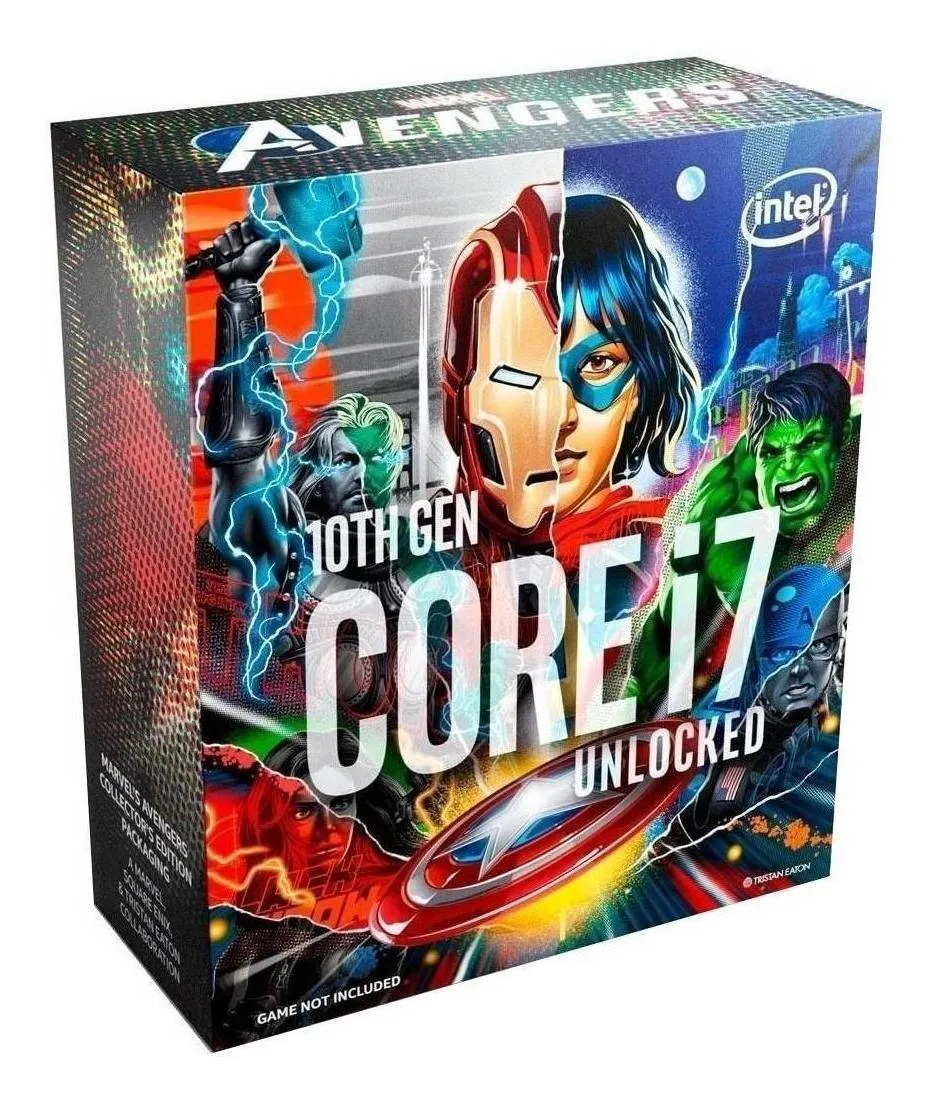 MARVEL
AVENGERS
intel
10TH GEN
CORE i7
UNLOCKED
MARVEL'S AVENGERS
COLLECTOR'S EDITION
PACKAGING
A MARVEL,
SQUARE ENIX,
& TRISTAN EATON
COLLABORATION
TRISTAN EATON
GAME NOT INCLUDED